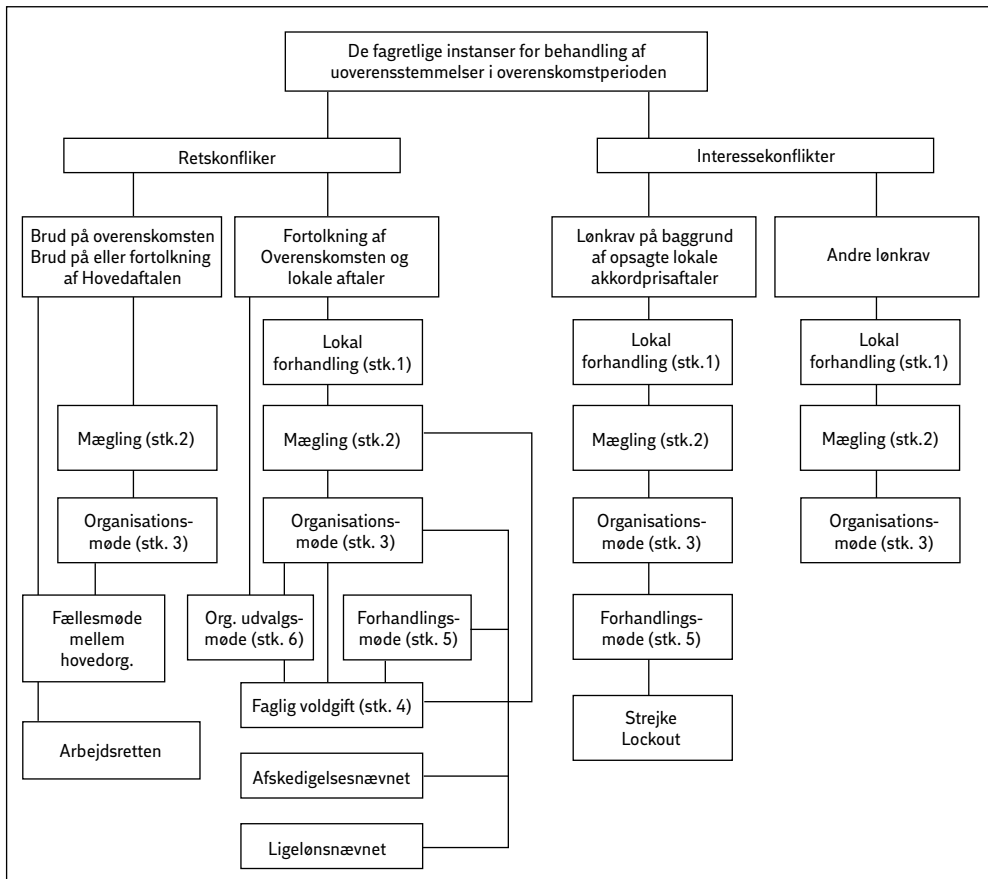 De fagretlige instanser for behandling af
uoverensstemmelser i overenskomstperioden
Retskonfliker
Interessekonflikter
Brud på overenskomsten
Brud på eller fortolkning
af Hovedaftalen
Fortolkning af
Overenskomsten og
lokale aftaler
Lønkrav på baggrund
af opsagte lokale
akkordprisaftaler
Andre lønkrav
Lokal
forhandling (stk.1)
Lokal
forhandling (stk.1)
Lokal
forhandling (stk.1)
Mægling (stk.2)
Mægling (stk.2)
Mægling (stk.2)
Mægling (stk.2)
Organisations-
møde (stk. 3)
Organisations-
møde (stk. 3)
Organisations-
møde (stk. 3)
Organisations-
møde (stk. 3)
Fællesmøde
mellem
hovedorg.
Org. udvalgs-
møde (stk. 6)
Forhandlings-
møde (stk. 5)
Forhandlings-
møde (stk. 5)
Faglig voldgift (stk. 4)
Arbejdsretten
Strejke
Lockout
Afskedigelsesnævnet
Ligelønsnævnet